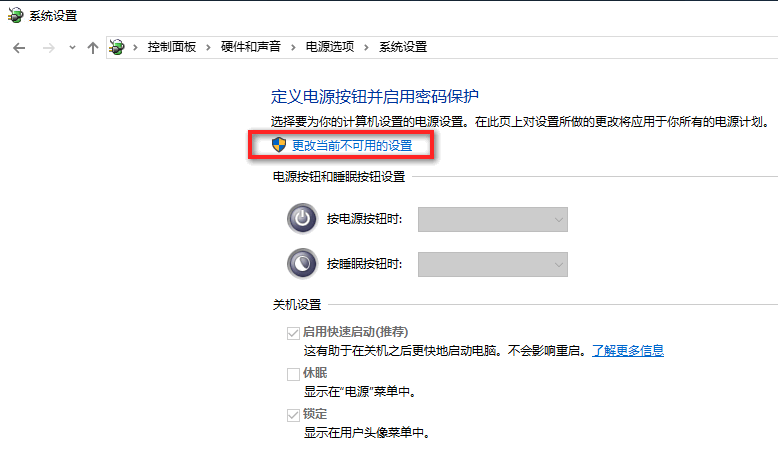 系统设置
控制面板 > 硬件和声音 > 电源选项 > 系统设置
定义电源按钮并启用密码保护
选择要为你的计算机设置的电源设置。在此页上对设置所做的更改将应用于你所有的电源计划。
更改当前不可用的设置
电源按钮和睡眠按钮设置
按电源按钮时:
按睡眠按钮时:
关机设置
启用快速启动(推荐)
这有助于在关机之后更快地启动电脑。不会影响重启。了解更多信息
休眠
显示在“电源”菜单中。
锁定
显示在用户头像菜单中。